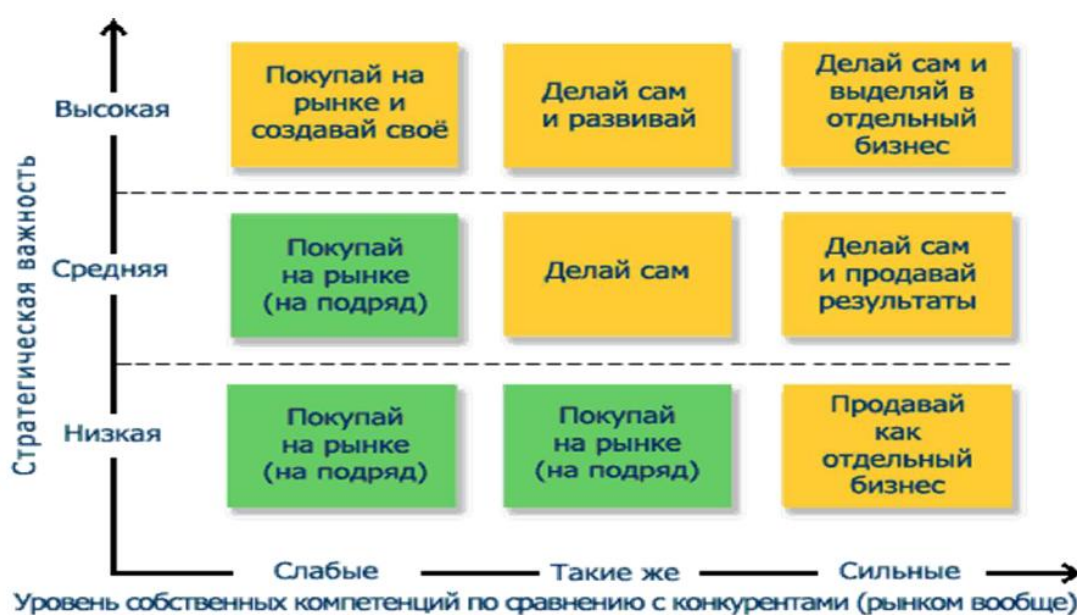 Стратегическая важность
Высокая
Покупай на
рынке и
создавай своё
Делай сам
и развивай
Делай сам и
выделяй в
отдельный
бизнес
Средняя
Покупай
на рынке
(на подряд)
Делай сам
Делай сам
и продавай
результаты
Низкая
Покупай
на рынке
(на подряд)
Покупай
на рынке
(на подряд)
Продавай
как
отдельный
бизнес
Слабые
Такие же
Сильные
Уровень собственных компетенций по сравнению с конкурентами (рынком вообще)